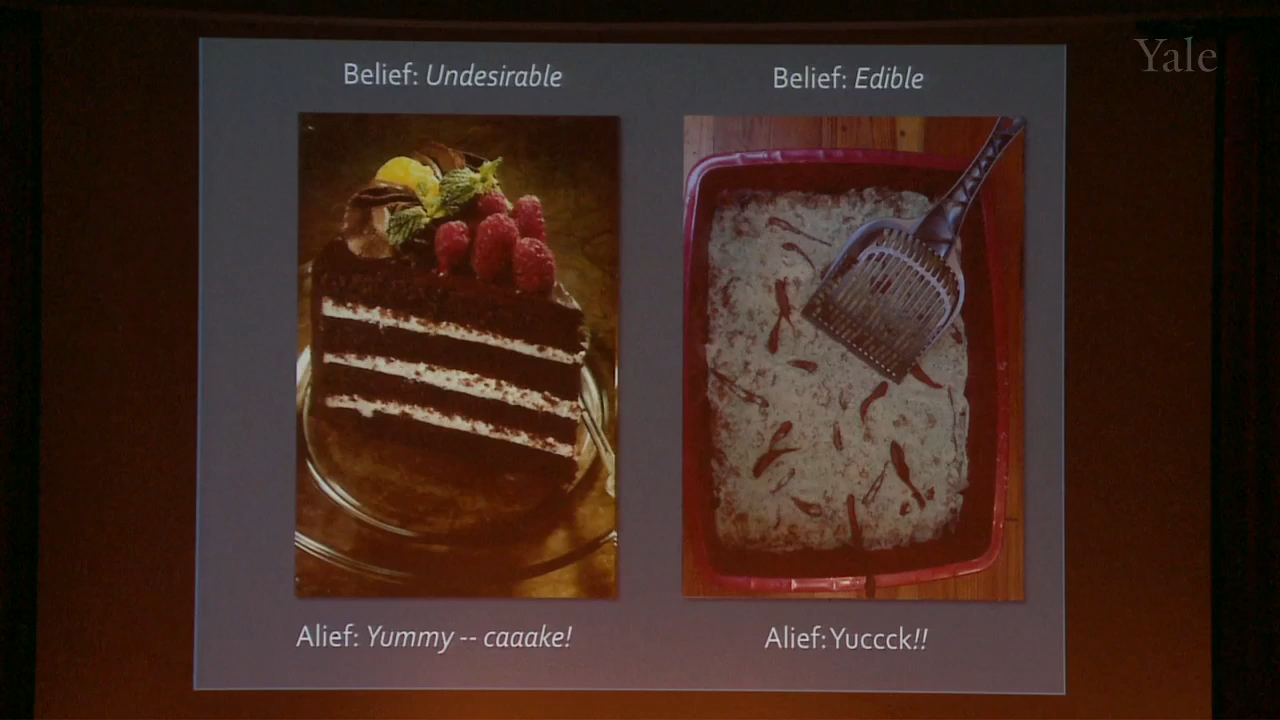 Yale
Belief: Undesirable
Belief: Edible
Alief: Yummy -- caaake!
Alief: Yuccck!!